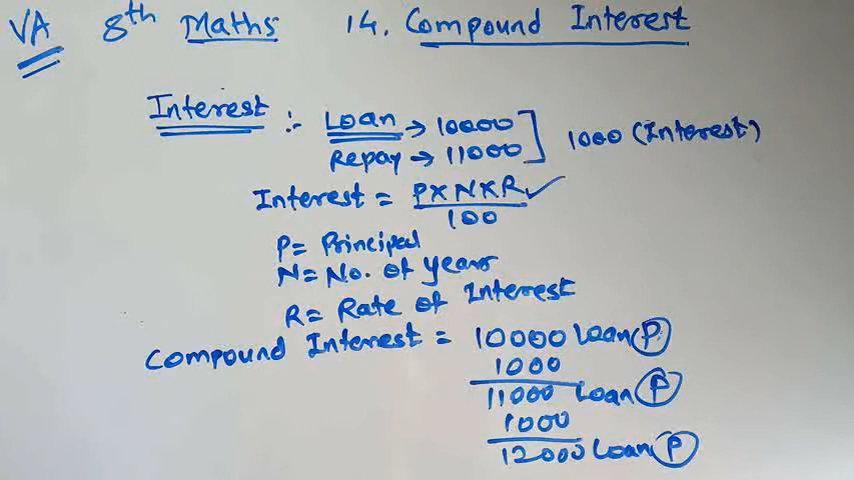 VA 8th Maths 14. Compound Interest
Interest :- Loan → 10000
Repay → 11000 ] 1000 (Interest)
Interest = P×N×R ✓
100
P = Principal
N = No. of years
R = Rate of Interest
Compound Interest = 10000 Loan (P)
1000
11000 Loan (P)
1000
12000 Loan (P)